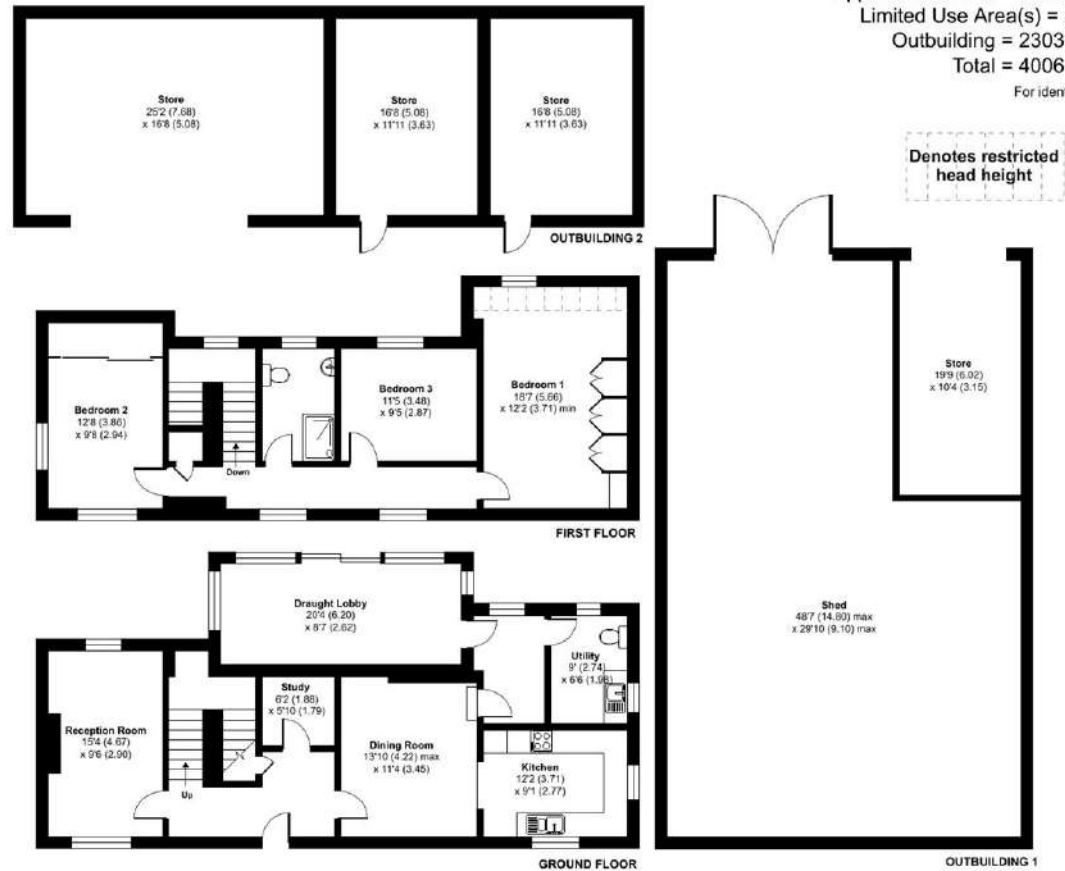 Limited Use Area(s) =
Outbuilding = 2303
Total = 4006
For ident
Denotes restricted
head height
Store
25'2 (7.68)
x 16'8 (5.08)
Store
16'8 (5.08)
x 11'11 (3.63)
Store
16'8 (5.08)
x 11'11 (3.63)
OUTBUILDING 2
Bedroom 2
12'8 (3.86)
x 9'8 (2.94)
Down
Bedroom 3
11'5 (3.48)
x 9'5 (2.87)
Bedroom 1
18'7 (5.66)
x 12'2 (3.71) min
FIRST FLOOR
Store
19'9 (6.02)
x 10'4 (3.15)
Shed
48'7 (14.80) max
x 29'10 (9.10) max
OUTBUILDING 1
Draught Lobby
20'4 (6.20)
x 8'7 (2.62)
Utility
9' (2.74)
x 6'6 (1.98)
Study
6'2 (1.88)
x 5'10 (1.79)
Reception Room
15'4 (4.67)
x 9'6 (2.90)
Up
Dining Room
13'10 (4.22) max
x 11'4 (3.45)
Kitchen
12'2 (3.71)
x 9'1 (2.77)
GROUND FLOOR